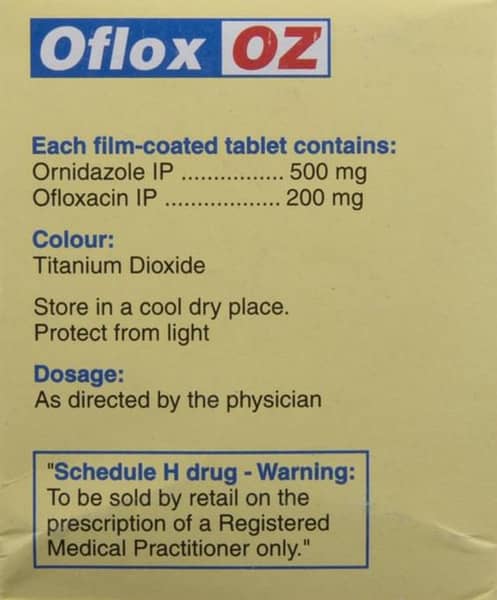 Oflox OZ
Each film-coated tablet contains:
Ornidazole IP ................ 500 mg
Ofloxacin IP .................. 200 mg
Colour:
Titanium Dioxide
Store in a cool dry place.
Protect from light
Dosage:
As directed by the physician
"Schedule H drug - Warning:
To be sold by retail on the
prescription of a Registered
Medical Practitioner only."